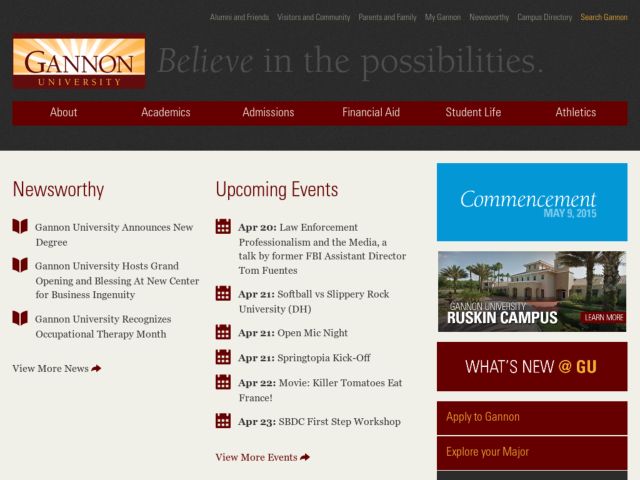 Alumni and Friends Visitors and Community Parents and Family My Gannon Newsworthy Campus Directory Search Gannon
GANNON
UNIVERSITY
Believe in the possibilities.
About Academics Admissions Financial Aid Student Life Athletics
Newsworthy
Gannon University Announces New
Degree
Gannon University Hosts Grand
Opening and Blessing At New Center
for Business Ingenuity
Gannon University Recognizes
Occupational Therapy Month
View More News
Upcoming Events
Apr 20: Law Enforcement
Professionalism and the Media, a
talk by former FBI Assistant Director
Tom Fuentes
Apr 21: Softball vs Slippery Rock
University (DH)
Apr 21: Open Mic Night
Apr 21: Springtopia Kick-Off
Apr 22: Movie: Killer Tomatoes Eat
France!
Apr 23: SBDC First Step Workshop
View More Events
Commencement
MAY 9, 2015
GANNON UNIVERSITY
RUSKIN CAMPUS
LEARN MORE
WHAT'S NEW @ GU
Apply to Gannon
Explore your Major